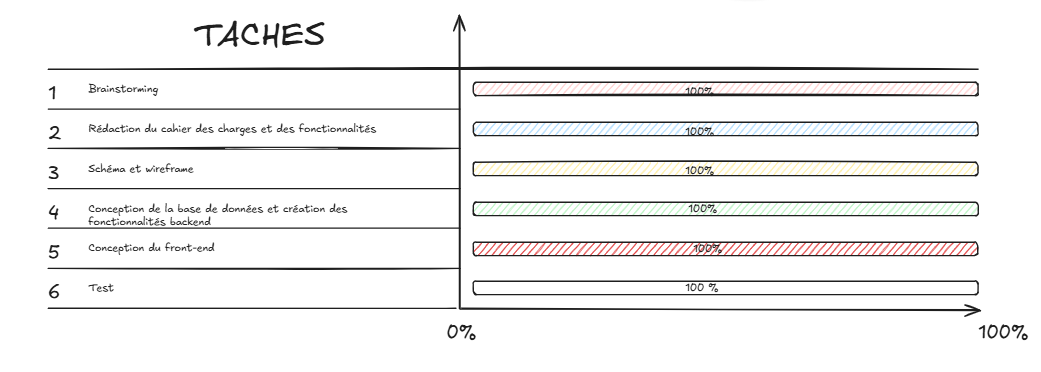 TACHES
1 Brainstorming 100%
2 Rédaction du cahier des charges et des fonctionnalités 100%
3 Schéma et wireframe 100%
4 Conception de la base de données et création des
fonctionnalités backend 100%
5 Conception du front-end 100%
6 Test 100 %
0% 100%